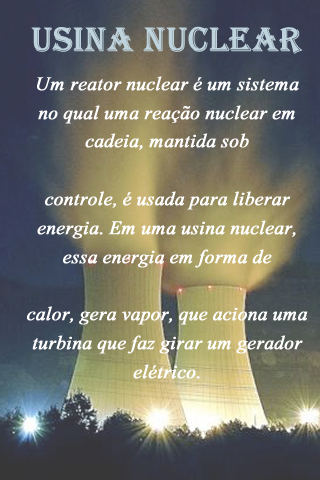 USINA NUCLEAR
Um reator nuclear é um sistema
no qual uma reação nuclear em
cadeia, mantida sob
controle, é usada para liberar
energia. Em uma usina nuclear,
essa energia em forma de
calor, gera vapor, que aciona uma
turbina que faz girar um gerador
elétrico.